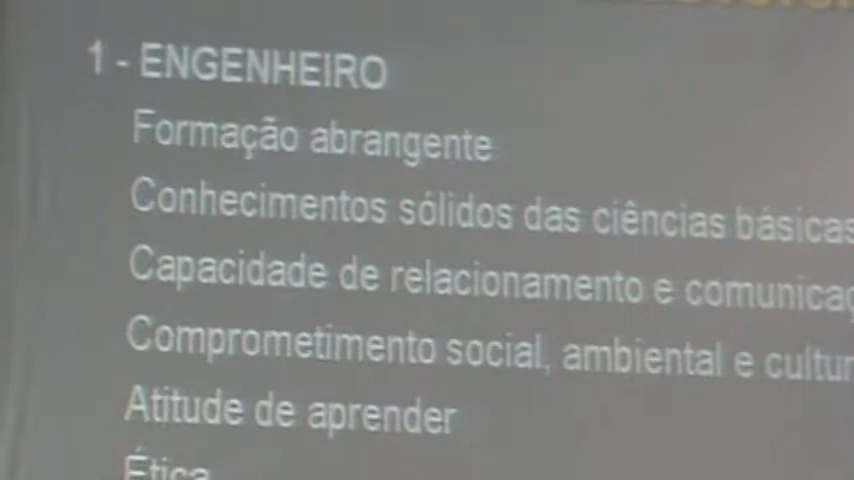 1 - ENGENHEIRO
Formação abrangente
Conhecimentos sólidos das ciências básicas
Capacidade de relacionamento e comunicaç
Comprometimento social, ambiental e cultur
Atitude de aprender
Ética